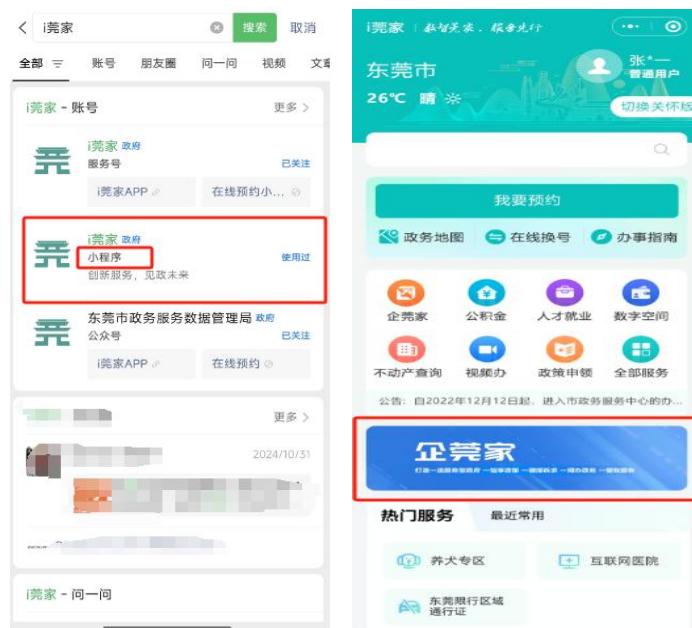 i莞家
搜索
取消
全部
账号
朋友圈
问一问
视频
文章
i莞家 - 账号
更多 >
i莞家 政府
服务号
已关注
i莞家APP
在线预约小...
i莞家 政府
小程序
使用过
创新服务，见政未来
东莞市政务服务数据管理局 政府
公众号
已关注
i莞家APP
在线预约
更多 >
2024/10/31
i莞家 - 问一问
i莞家 | 数智莞家．服务先行
东莞市
张*一
普通用户
26℃ 晴
切换关怀版
我要预约
政务地图
在线换号
办事指南
企莞家
公积金
人才就业
数字空间
不动产查询
视频办
政策申领
全部服务
公告：自2022年12月12日起，进入市政务服务中心的办...
企莞家
热门服务
最近常用
养犬专区
互联网医院
东莞限行区域
通行证